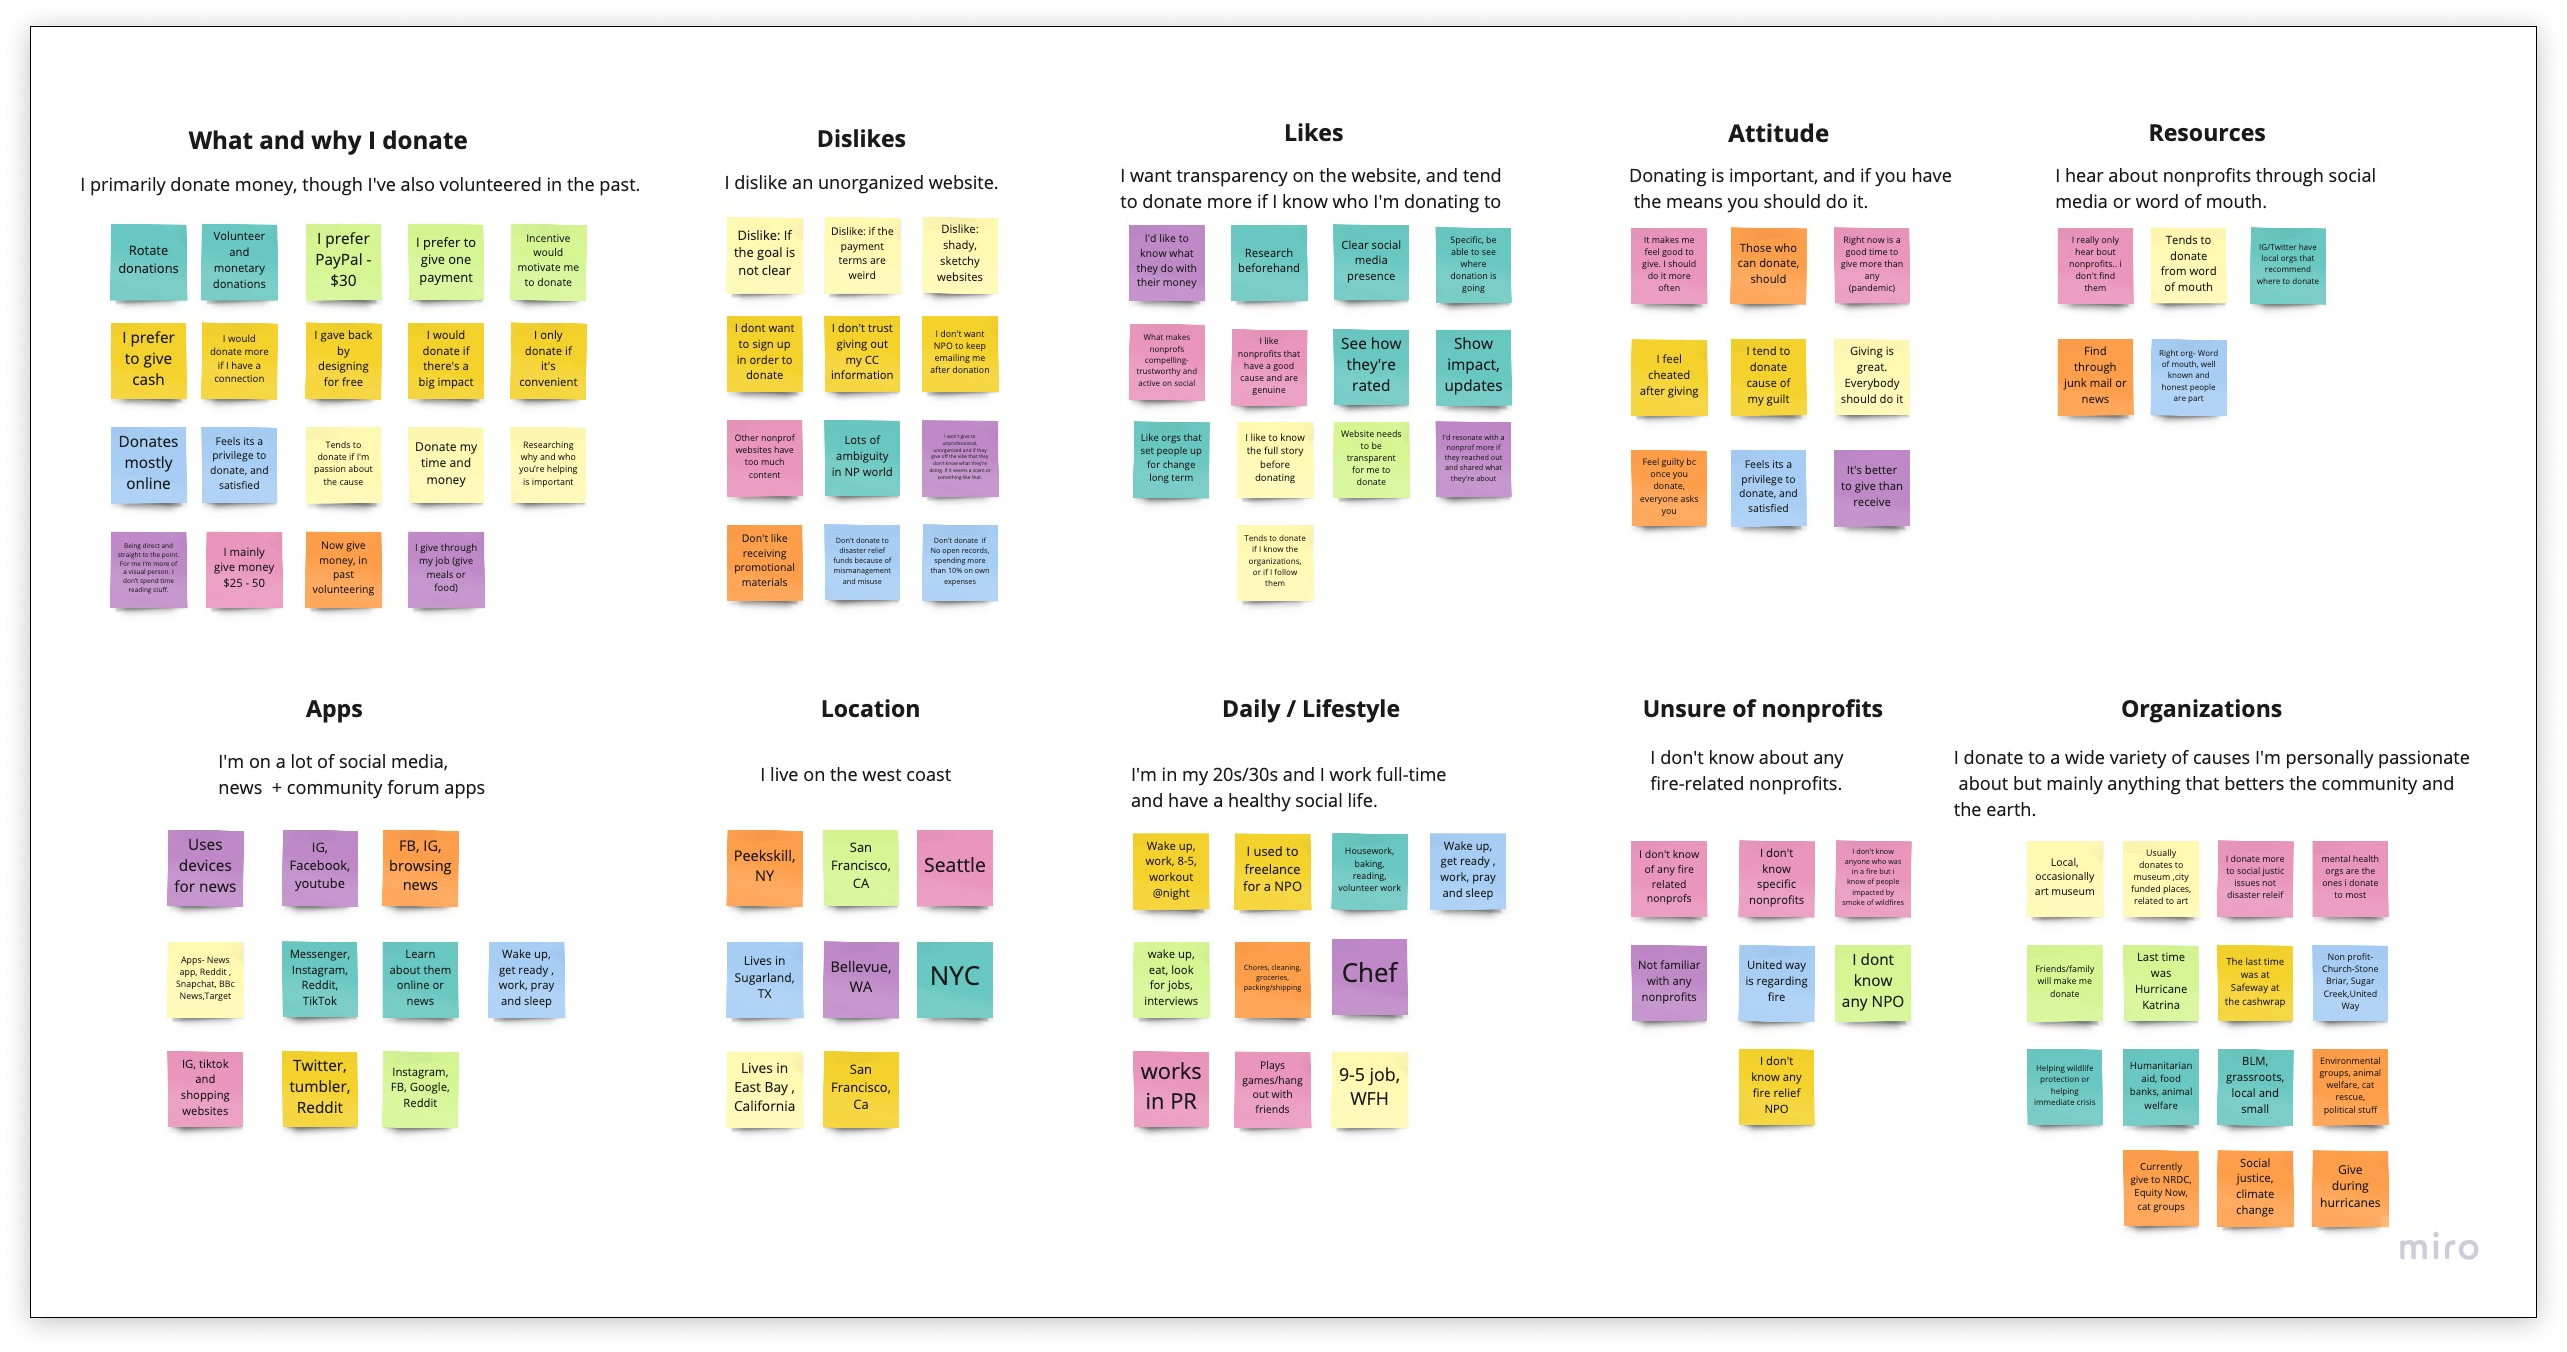 What and why I donate
I primarily donate money, though I've also volunteered in the past.
Rotate
donations
Volunteer
and
monetary
donations
I prefer
PayPal -
$30
I prefer to
give one
payment
Incentive
would
motivate me
to donate
I prefer
to give
cash
I would
donate more
if I have a
connection
I gave back
by
designing
for free
I would
donate if
there's a
big impact
I only
donate if
it's
convenient
Donates
mostly
online
Feels its a
privilege to
donate, and
satisfied
Tends to
donate if I'm
passion about
the cause
Donate my
time and
money
Researching
why and who
you're helping
is important
Being direct and
straight to the point.
For me I'm more of
a visual person. I
don't spend time
reading stuff.
I mainly
give money
$25 - 50
Now give
money, in
past
volunteering
I give through
my job (give
meals or
food)
Dislikes
I dislike an unorganized website.
Dislike: If
the goal is
not clear
Dislike: if the
payment
terms are
weird
Dislike:
shady,
sketchy
websites
I dont want
to sign up
in order to
donate
I don't trust
giving out
my CC
information
I don't want
NPO to keep
emailing me
after donation
Other nonprof
websites have
too much
content
Lots of
ambiguity
in NP world
I won't give to
unprofessional,
unorganized and if they
give off the vibe that they
don't know what they're
doing. If it seems a scam or
something like that.
Don't like
receiving
promotional
materials
Don't donate to
disaster relief
funds because of
mismanagement
and misuse
Don't donate if
No open records,
spending more
than 10% on own
expenses
Likes
I want transparency on the website, and tend
to donate more if I know who I'm donating to
I'd like to
know what
they do with
their money
Research
beforehand
Clear social
media
presence
Specific, be
able to see
where
donation is
going
What makes
nonprofs
compelling-
trustworthy and
active on social
I like
nonprofits that
have a good
cause and are
genuine
See how
they're
rated
Show
impact,
updates
Like orgs that
set people up
for change
long term
I like to know
the full story
before
donating
Website needs
to be
transparent
for me to
donate
I'd resonate with a
nonprof more if
they reached out
and shared what
they're about
Tends to donate
if I know the
organizations,
or if I follow
them
Attitude
Donating is important, and if you have
the means you should do it.
It makes me
feel good to
give. I should
do it more
often
Those who
can donate,
should
Right now is a
good time to
give more than
any
(pandemic)
I feel
cheated
after giving
I tend to
donate
cause of
my guilt
Giving is
great.
Everybody
should do it
Feel guilty bc
once you
donate,
everyone asks
you
Feels its a
privilege to
donate, and
satisfied
It's better
to give than
receive
Resources
I hear about nonprofits through social
media or word of mouth.
I really only
hear bout
nonprofits.. i
don't find
them
Tends to
donate
from word
of mouth
IG/Twitter have
local orgs that
recommend
where to donate
Find
through
junk mail or
news
Right org- Word
of mouth, well
known and
honest people
are part
Apps
I'm on a lot of social media,
news + community forum apps
Uses
devices
for news
IG,
Facebook,
youtube
FB, IG,
browsing
news
Apps- News
app, Reddit ,
Snapchat, BBc
News,Target
Messenger,
Instagram,
Reddit,
TikTok
Learn
about them
online or
news
Wake up,
get ready ,
work, pray
and sleep
IG, tiktok
and
shopping
websites
Twitter,
tumbler,
Reddit
Instagram,
FB, Google,
Reddit
Location
I live on the west coast
Peekskill,
NY
San
Francisco,
CA
Seattle
Lives in
Sugarland,
TX
Bellevue,
WA
NYC
Lives in
East Bay ,
California
San
Francisco,
Ca
Daily / Lifestyle
I'm in my 20s/30s and I work full-time
and have a healthy social life.
Wake up,
work, 8-5,
workout
@night
I used to
freelance
for a NPO
Housework,
baking,
reading,
volunteer work
Wake up,
get ready ,
work, pray
and sleep
wake up,
eat, look
for jobs,
interviews
Chores, cleaning,
groceries,
packing/shipping
Chef
works
in PR
Plays
games/hang
out with
friends
9-5 job,
WFH
Unsure of nonprofits
I don't know about any
fire-related nonprofits.
I don't know
of any fire
related
nonprofs
I don't
know
specific
nonprofits
I don't know
anyone who was
in a fire but i
know of people
impacted by
smoke of wildfires
Not familiar
with any
nonprofits
United way
is regarding
fire
I dont
know
any NPO
I don't
know any
fire relief
NPO
Organizations
I donate to a wide variety of causes I'm personally passionate
about but mainly anything that betters the community and
the earth.
Local,
occasionally
art museum
Usually
donates to
museum ,city
funded places,
related to art
I donate more
to social justic
issues not
disaster releif
mental health
orgs are the
ones i donate
to most
Friends/family
will make me
donate
Last time
was
Hurricane
Katrina
The last time
was at
Safeway at
the cashwrap
Non profit-
Church-Stone
Briar, Sugar
Creek,United
Way
Helping wildlife
protection or
helping
immediate crisis
Humanitarian
aid, food
banks, animal
welfare
BLM,
grassroots,
local and
small
Environmental
groups, animal
welfare, cat
rescue,
political stuff
Currently
give to NRDC,
Equity Now,
cat groups
Social
justice,
climate
change
Give
during
hurricanes
miro